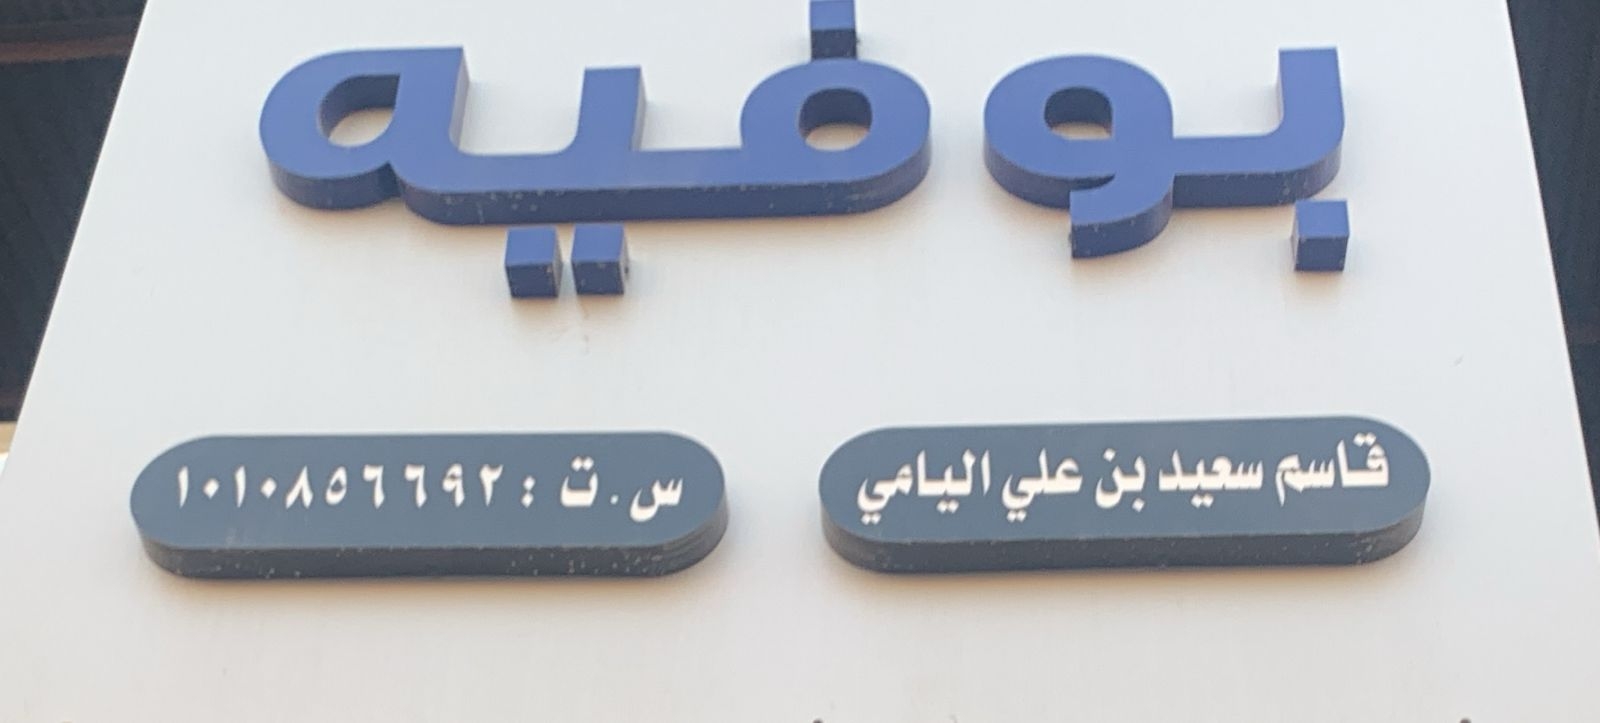 بوفيه
قاسم سعيد بن علي اليامي
س.ت : ١٠١٠٨٥٦٦٩٢